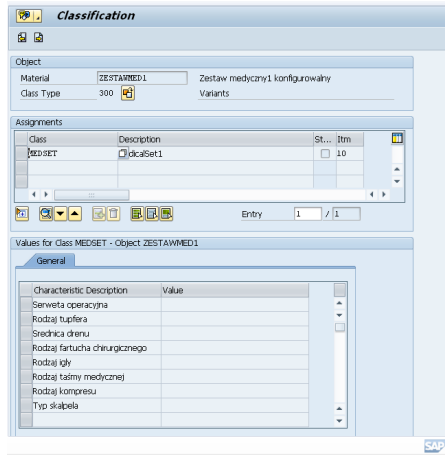 Classification
Object
Material ZESTAWMED1 Zestaw medyczny1 konfigurowalny
Class Type 300 Variants
Assignments
Class Description St... Itm
MEDSET dicalSet1 10
Entry 1 / 1
Values for Class MEDSET - Object ZESTAWMED1
General
Characteristic Description Value
Serweta operacyjna
Rodzaj tupfera
Srednica drenu
Rodzaj fartucha chirurgicznego
Rodzaj igly
Rodzaj taśmy medycznej
Rodzaj kompresu
Typ skalpela
SAP